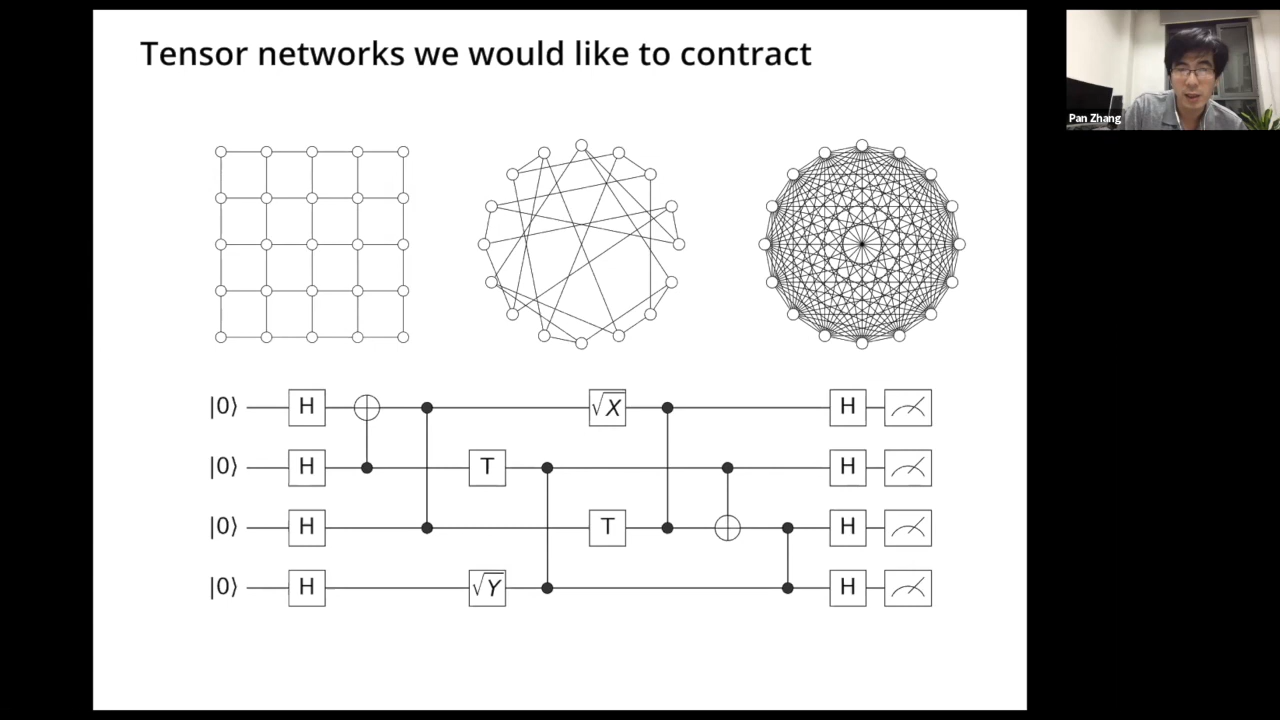 Tensor networks we would like to contract
Pan Zhang
|0⟩ H √X H
|0⟩ H T H
|0⟩ H T H
|0⟩ H √Y H